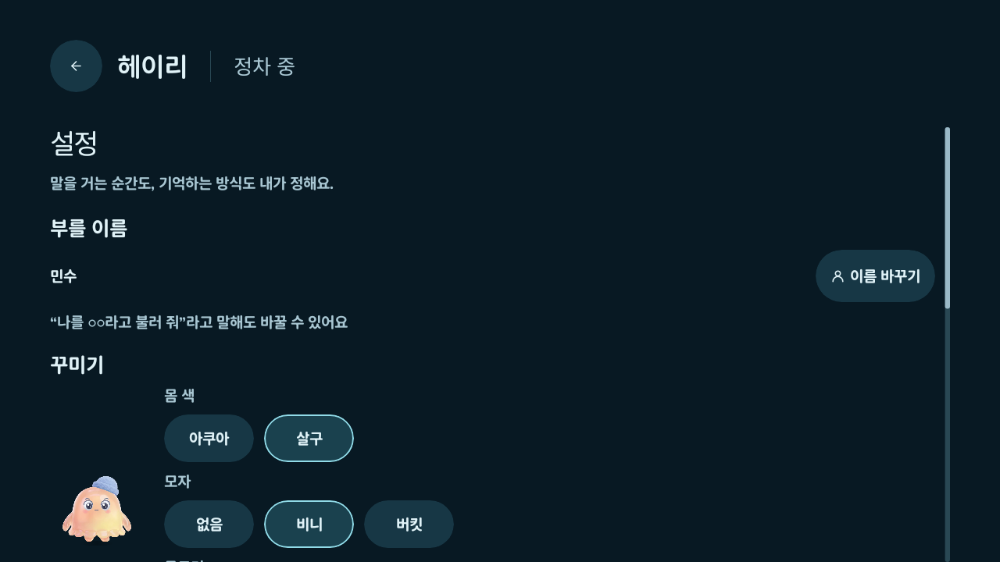 헤이리
정차 중
설정
말을 거는 순간도, 기억하는 방식도 내가 정해요.
부를 이름
민수
이름 바꾸기
“나를 ○○라고 불러 줘”라고 말해도 바꿀 수 있어요
꾸미기
몸 색
아쿠아
살구
모자
없음
비니
버킷